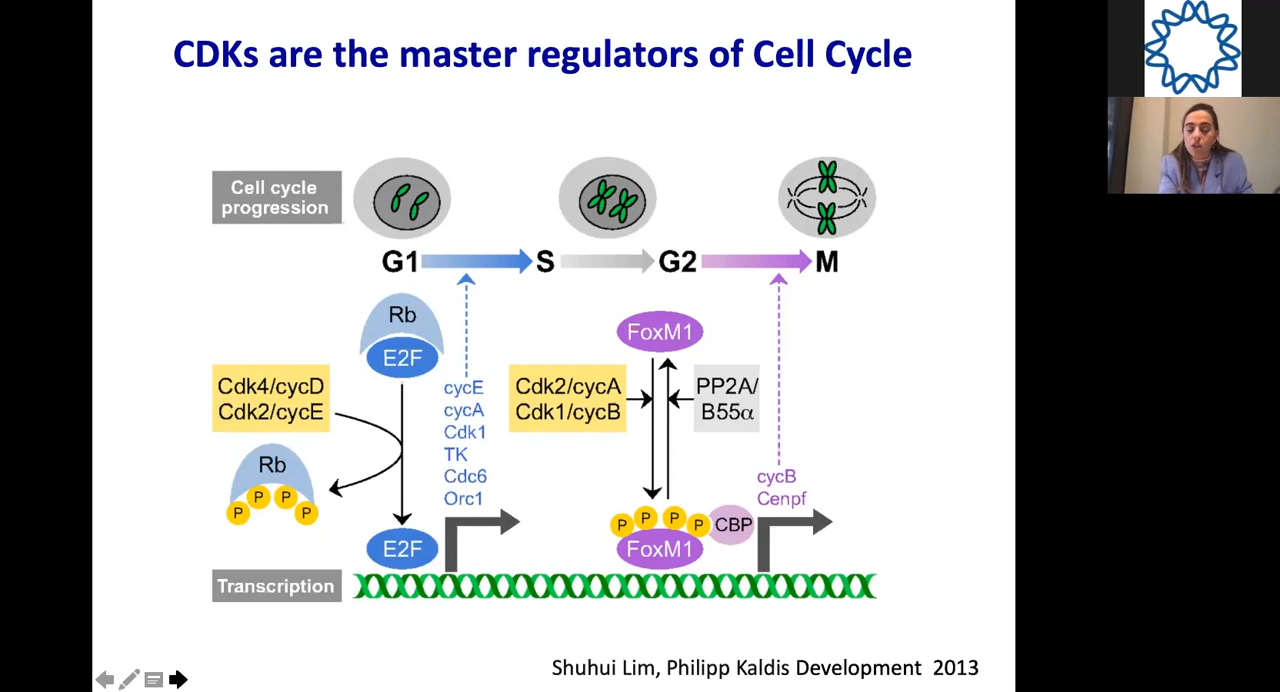 CDKs are the master regulators of Cell Cycle
Cell cycle
progression
G1
S
G2
M
Rb
E2F
FoxM1
Cdk4/cycD
Cdk2/cycE
cycE
cycA
Cdk1
TK
Cdc6
Orc1
Cdk2/cycA
Cdk1/cycB
PP2A/
B55α
Rb
P
P
P
P
cycB
Cenpf
P
P
P
P
CBP
E2F
FoxM1
Transcription
Shuhui Lim, Philipp Kaldis Development 2013